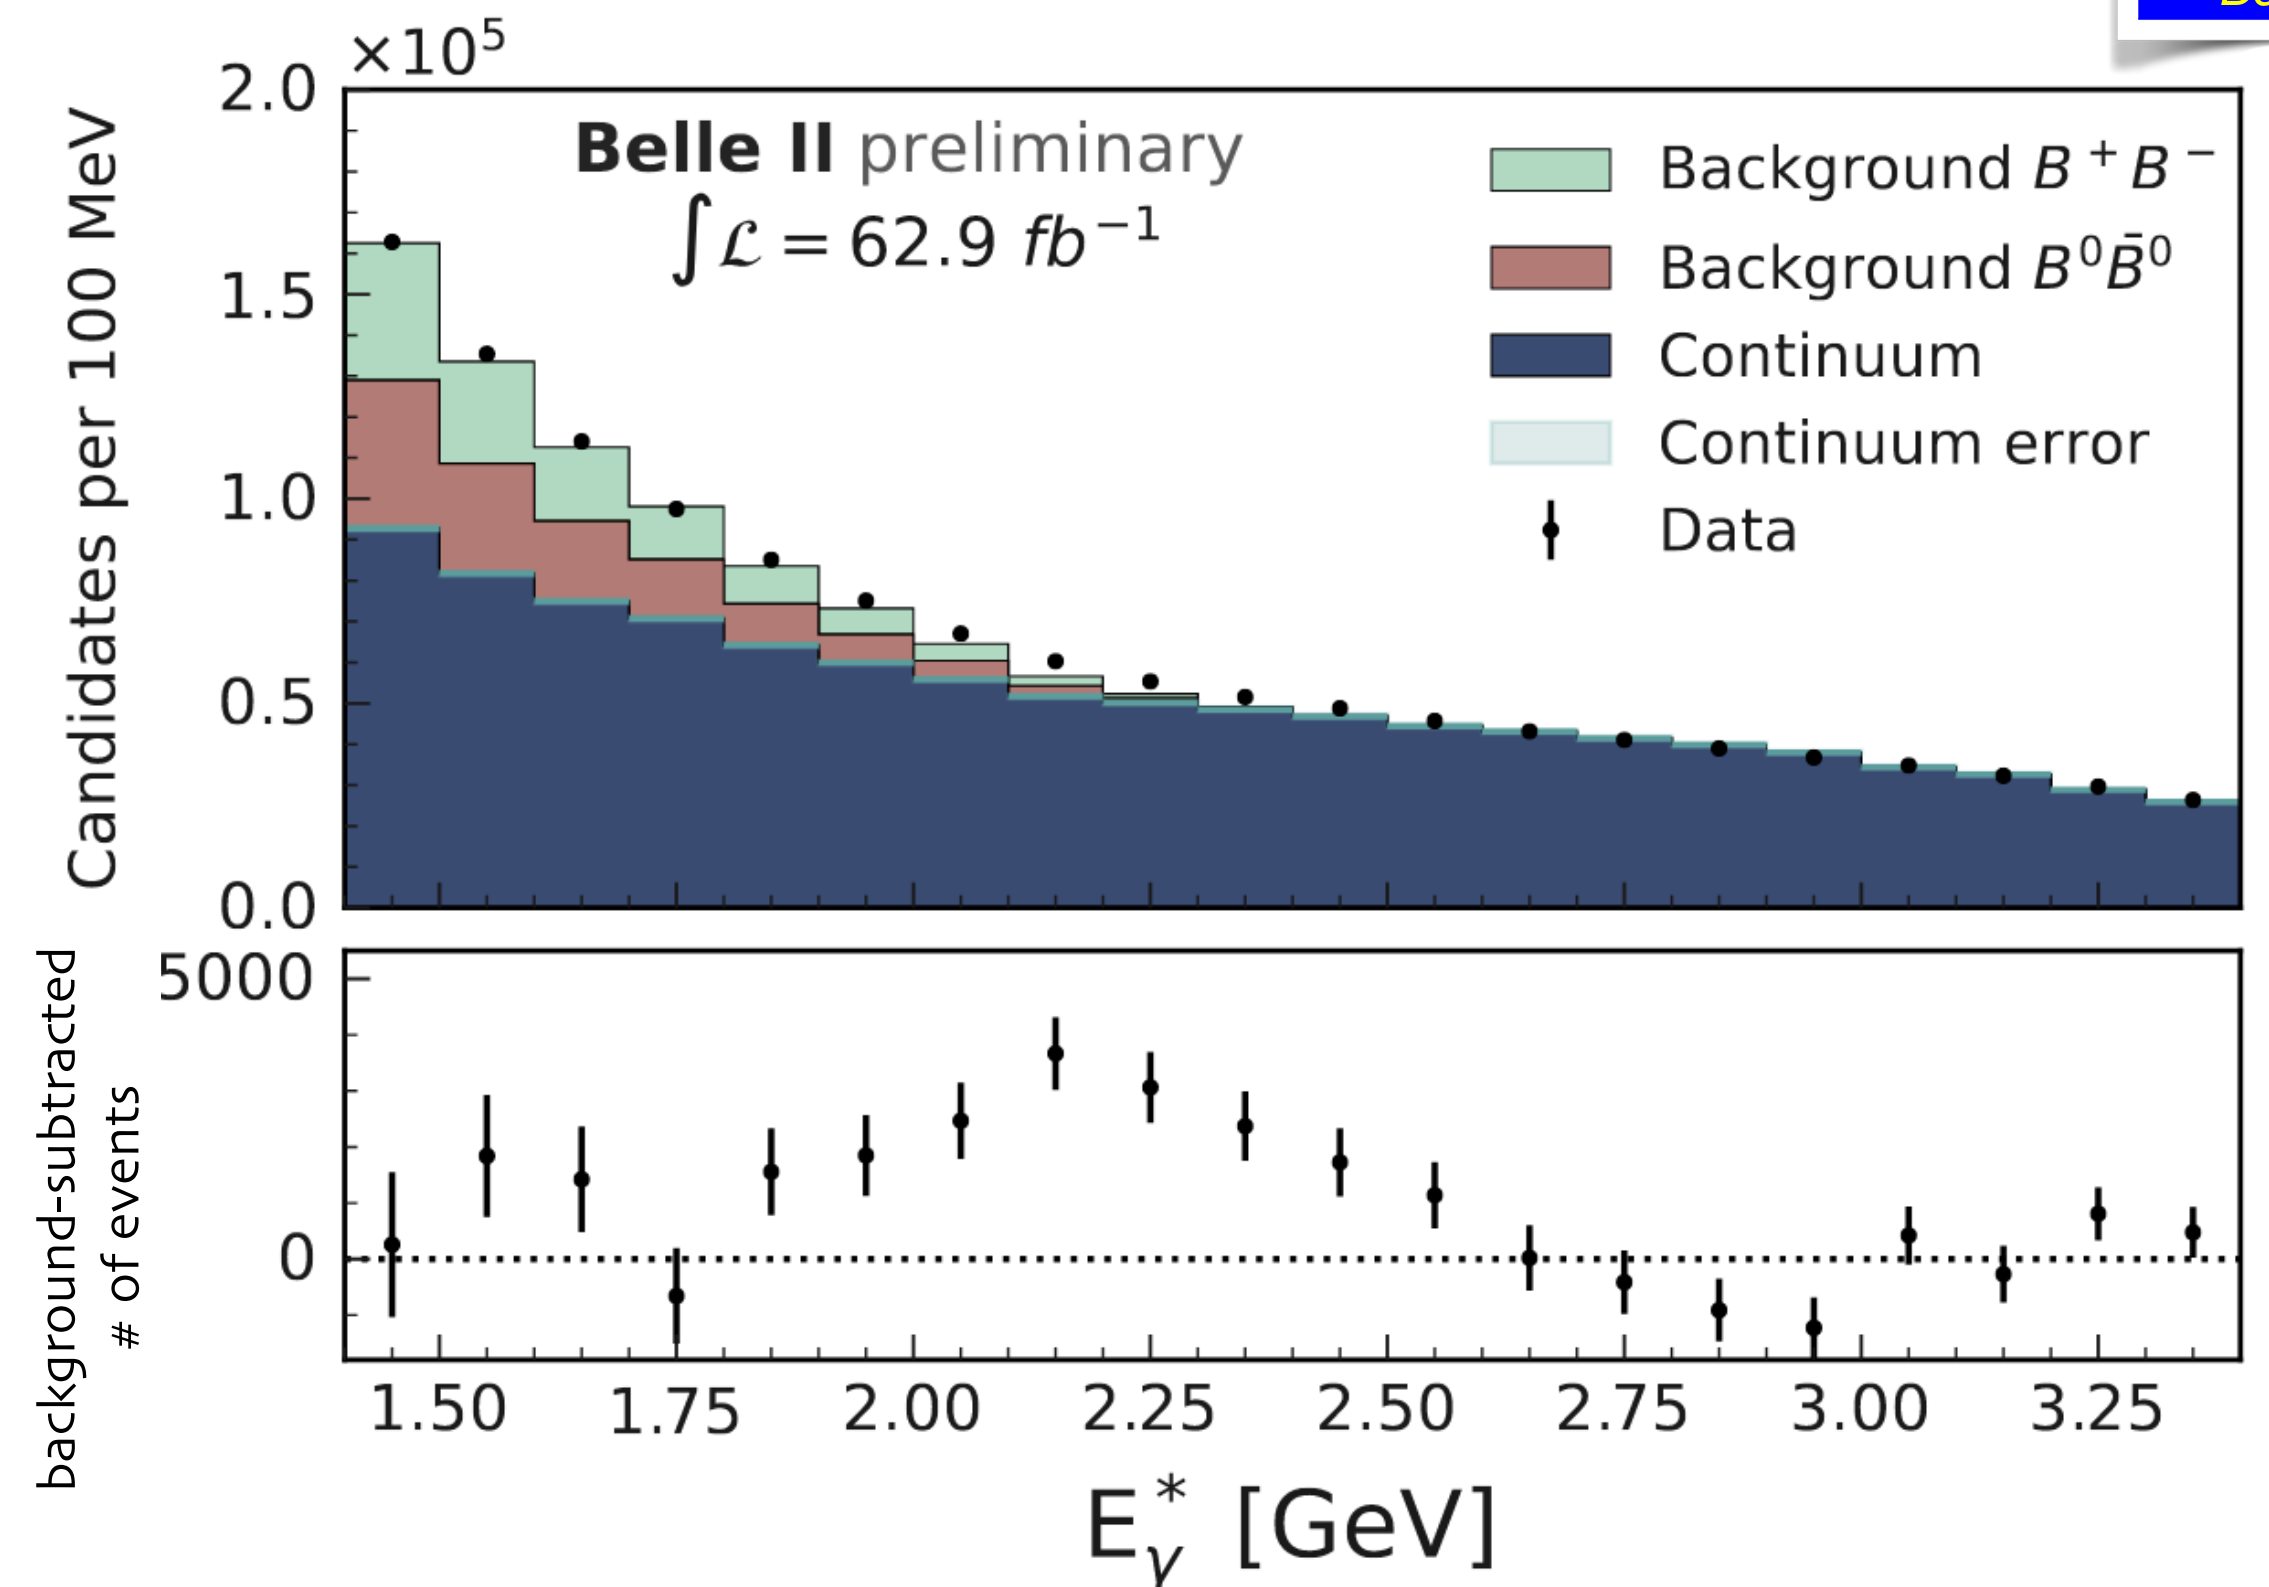 ×10⁵
2.0
1.5
1.0
0.5
0.0
Candidates per 100 MeV
Belle II preliminary
∫ℒ = 62.9 fb⁻¹
Background B⁺B⁻
Background B⁰B̄⁰
Continuum
Continuum error
Data
5000
0
background-subtracted
# of events
1.50 1.75 2.00 2.25 2.50 2.75 3.00 3.25
E*γ [GeV]